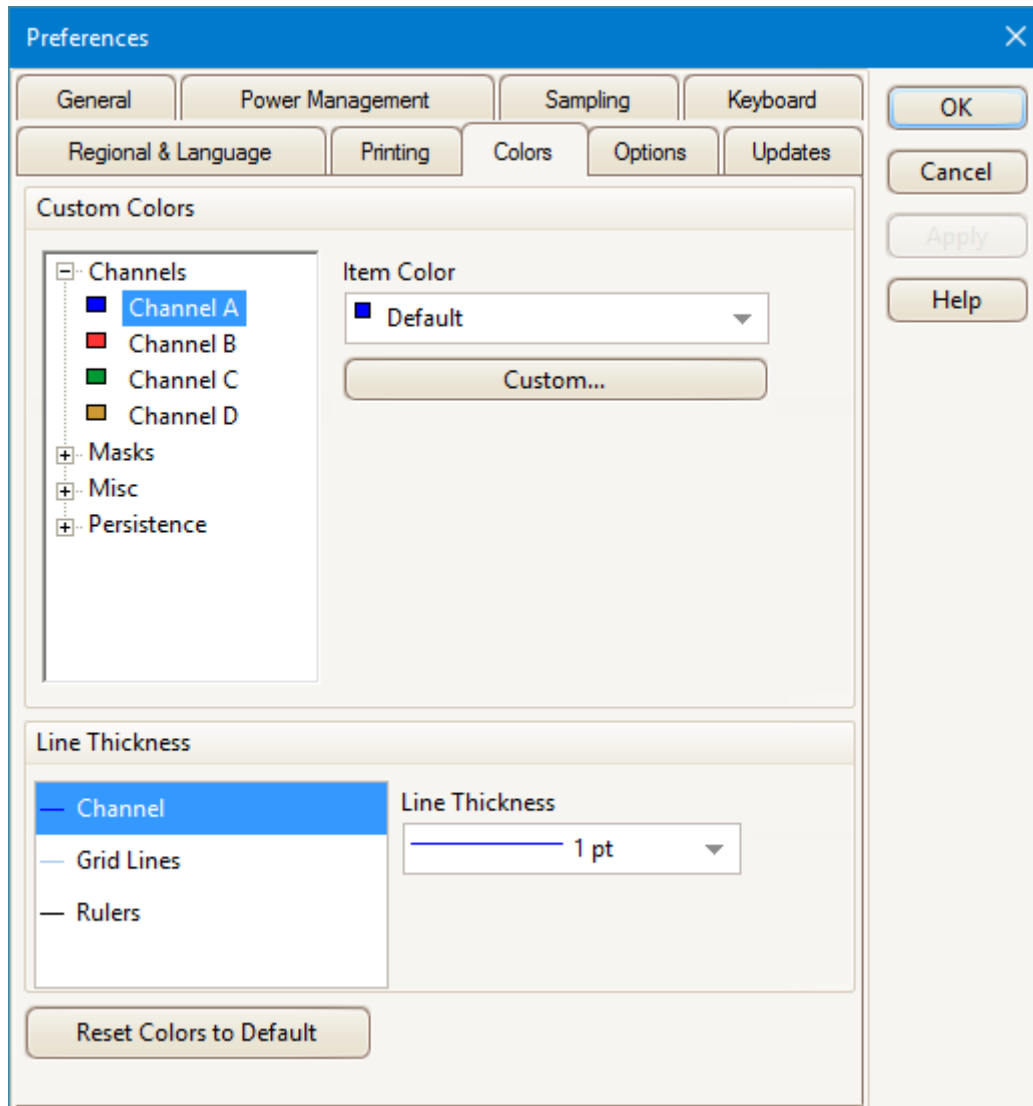 Preferences
General Power Management Sampling Keyboard
Regional & Language Printing Colors Options Updates
OK
Cancel
Apply
Help
Custom Colors
Channels
Channel A
Channel B
Channel C
Channel D
Masks
Misc
Persistence
Item Color
Default
Custom...
Line Thickness
Channel
Grid Lines
Rulers
Line Thickness
1 pt
Reset Colors to Default